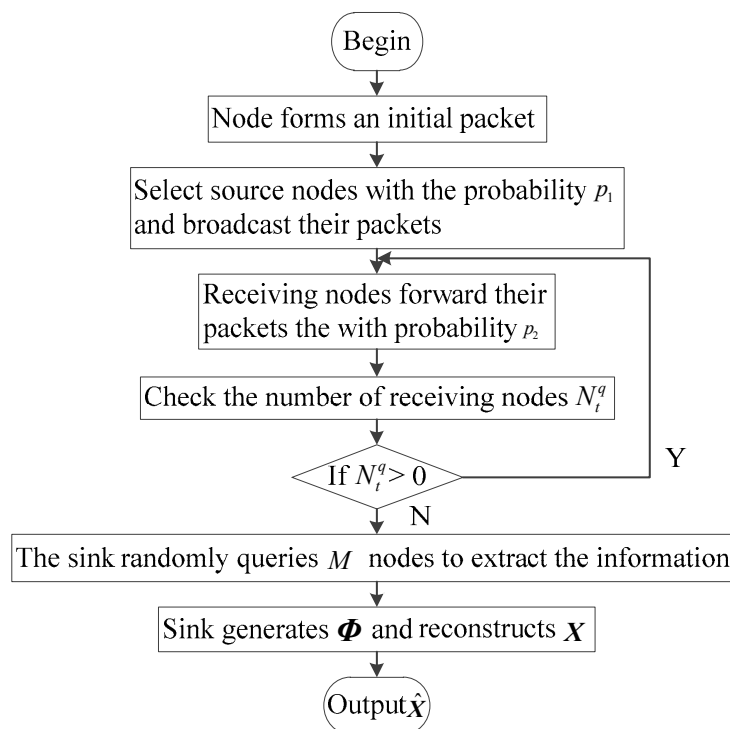 Begin
Node forms an initial packet
Select source nodes with the probability p₁
and broadcast their packets
Receiving nodes forward their
packets the with probability p₂
Check the number of receiving nodes N_t^q
If N_t^q > 0
Y
N
The sink randomly queries M nodes to extract the information
Sink generates Φ and reconstructs X
Output X̂